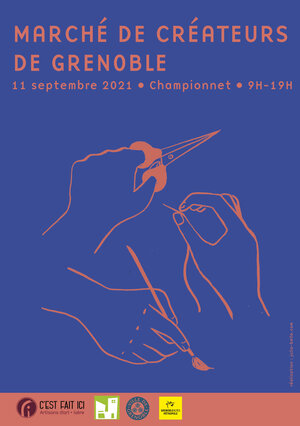 MARCHÉ DE CRÉATEURS
DE GRENOBLE
11 septembre 2021 • Championnet • 9H-19H
C'EST FAIT ICI